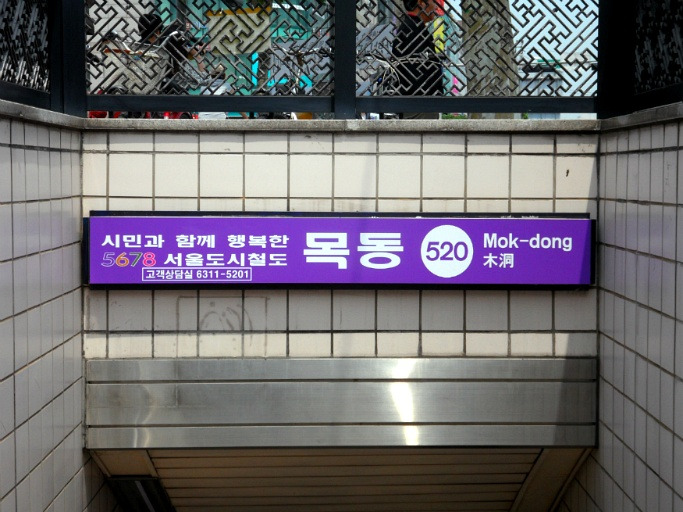 시민과 함께 행복한
5678 서울도시철도
고객상담실 6311-5201
목동
520
Mok-dong
木洞